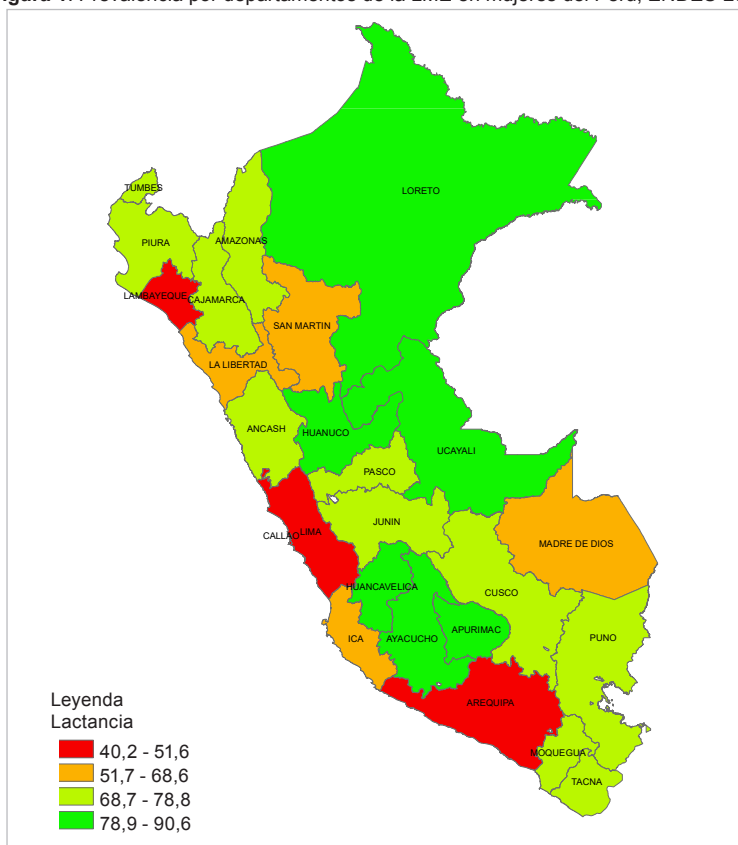 Prevalencia por departamentos de la LME en mujeres del Perú, ENDES
LORETO
TUMBES
PIURA
AMAZONAS
LAMBAYEQUE
CAJAMARCA
SAN MARTIN
LA LIBERTAD
ANCASH
HUANUCO
UCAYALI
PASCO
JUNIN
CALLAO
LIMA
MADRE DE DIOS
HUANCAVELICA
CUSCO
ICA
AYACUCHO
APURIMAC
PUNO
AREQUIPA
MOQUEGUA
TACNA
Leyenda
Lactancia
40,2 - 51,6
51,7 - 68,6
68,7 - 78,8
78,9 - 90,6